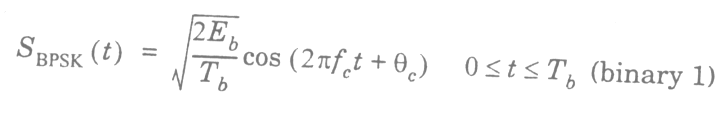 S_BPSK (t) = √(2E_b/T_b) cos (2πf_c t + θ_c) 0 ≤ t ≤ T_b (binary 1)